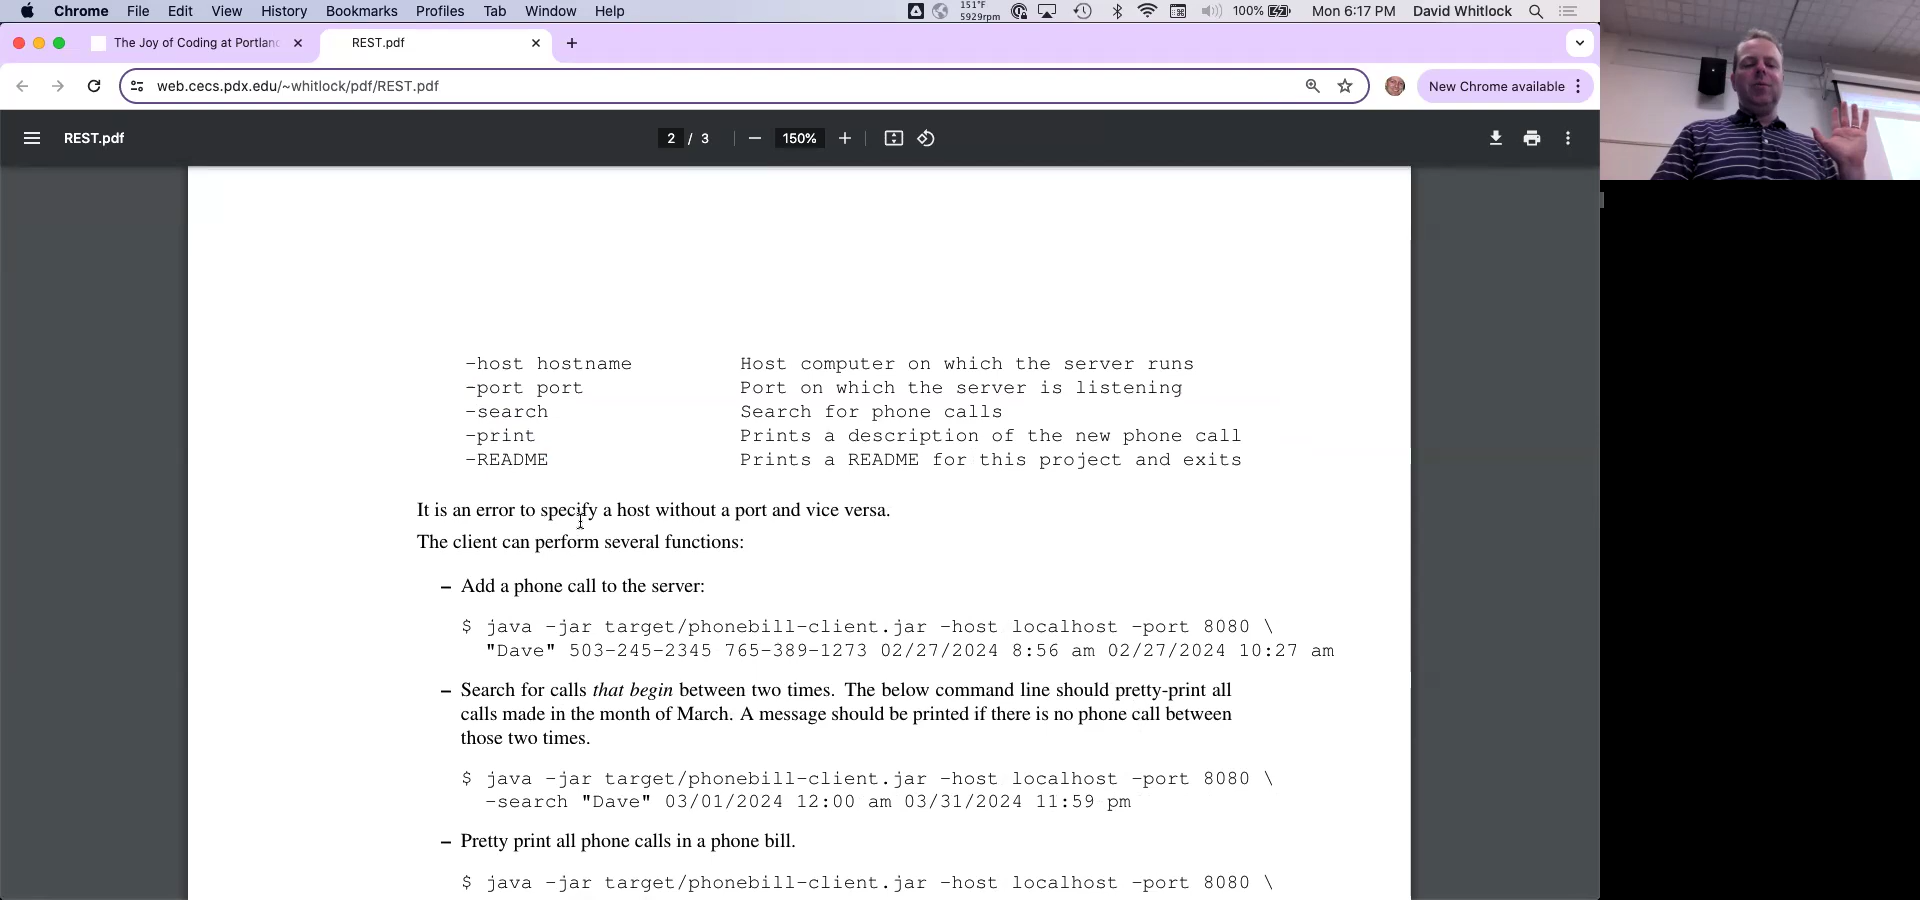 Chrome File Edit View History Bookmarks Profiles Tab Window Help 151°F 5929rpm 100% Mon 6:17 PM David Whitlock
The Joy of Coding at Portland
REST.pdf
web.cecs.pdx.edu/~whitlock/pdf/REST.pdf
New Chrome available
REST.pdf
2 / 3
150%
-host hostname Host computer on which the server runs
-port port Port on which the server is listening
-search Search for phone calls
-print Prints a description of the new phone call
-README Prints a README for this project and exits
It is an error to specify a host without a port and vice versa.
The client can perform several functions:
– Add a phone call to the server:
$ java -jar target/phonebill-client.jar -host localhost -port 8080 \
"Dave" 503-245-2345 765-389-1273 02/27/2024 8:56 am 02/27/2024 10:27 am
– Search for calls that begin between two times. The below command line should pretty-print all
calls made in the month of March. A message should be printed if there is no phone call between
those two times.
$ java -jar target/phonebill-client.jar -host localhost -port 8080 \
-search "Dave" 03/01/2024 12:00 am 03/31/2024 11:59 pm
– Pretty print all phone calls in a phone bill.
$ java -jar target/phonebill-client.jar -host localhost -port 8080 \